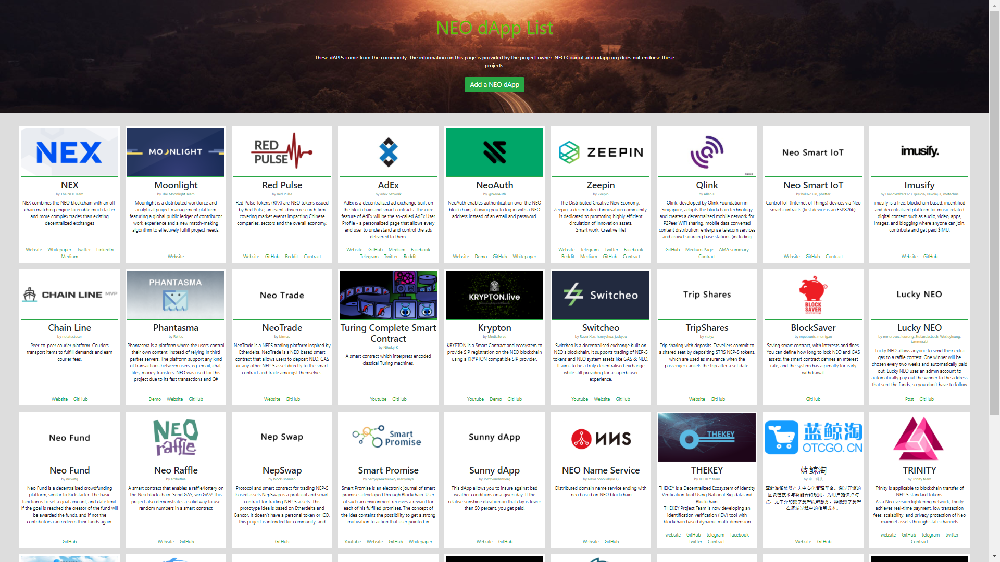 NEO dApp List
These dAPPs come from the community. The information on this page is provided by the project owner. NEO Council and ndapp.org does not endorse these
projects.
Add a NEO dApp
NEX
NEX
by The NEX Team
NEX combines the NEO blockchain with an off-
chain matching engine to enable much faster
and more complex trades than existing
decentralized exchanges
Website Whitepaper Twitter LinkedIn
Medium
MOONLIGHT
Moonlight
by The Moonlight Team
Moonlight is a distributed workforce and
analytical project management platform
featuring a global public ledger of contributor
work experience and a new match-making
algorithm to effectively fulfill project needs.
Website
RED
PULSE
Red Pulse
by Red Pulse
Red Pulse Tokens (RPX) are NEO tokens issued
by Red Pulse, an event-driven research firm
covering market events impacting Chinese
companies, sectors and the overall economy.
Website GitHub Reddit Contract
AdEx
by adex.network
AdEx is a decentralized ad exchange built on
the blockchain and smart contracts. The core
feature of AdEx will be the so-called AdEx User
Profile - a personalized page that allows every
end user to understand and control the ads
delivered to them.
Website GitHub Medium Facebook
Telegram Twitter Reddit
NeoAuth
by @NeoAuth
NeoAuth enables authentication over the NEO
blockchain, allowing you to log in with a NEO
address instead of an email and password.
Website Demo GitHub Whitepaper
ZEEPIN
Zeepin
by Zeepin
The Distributed Creative New Economy.
Zeepin, a decentralized innovation community,
is dedicated to promoting highly efficient
circulation of innovation assets.
Smart work, Creative life!
Website Telegram Twitter Facebook
Reddit Medium GitHub Contract
Qlink
by Allen Li
Qlink, developed by Qlink Foundation in
Singapore, adopts the blockchain technology
and creates a decentralized mobile network for
P2Peer WiFi sharing, mobile data converted
content distribution, enterprise telecom services
and crowd-sourcing base stations (including
GitHub Medium Page AMA summary
Contract
Neo Smart IoT
Neo Smart IoT
by hal0x2328, phetter
Control IoT (Internet of Things) devices via Neo
smart contracts (first device is an ESP8266).
Website GitHub Contract
imusify.
Imusify
by DavidWalters123, geek96, Nikolaj-K, metachris
imusify is a free, blockchain based, incentified
and decentralized platform for music related
digital content such as audio, video, apps,
images, and blogging where anyone can join,
contribute and get paid $IMU.
Website GitHub
CHAIN LINE MVP
Chain Line
by notatestuser
Peer-to-peer courier platform. Couriers
transport items to fulfill demands and earn
courier fees.
Website GitHub
PHANTASMA
Phantasma
by Relfos
Phantasma is a platform where the users control
their own content, instead of relying in third
parties servers. The platform support any kind
of transactions between users, eg: email, chat,
files, money transfers. NEO was used for this
project due to its fast transactions and C#
Demo Website GitHub
Neo Trade
NeoTrade
by birmas
NeoTrade is a NEP5 trading platform.Inspired by
Etherdelta, NeoTrade is a NEO based smart
contract that allows users to deposit NEO, GAS
or any other NEP-5 asset directly to the smart
contract and trade amongst themselves.
Website GitHub
Turing Complete Smart
Contract
by Nikolaj-K
A smart contract which interprets encoded
classical Turing machines.
Youtube GitHub
KRYPTON.live
Krypton
by MediaServe
KRYPTON is a Smart Contract and ecosystem to
provide SIP registration on the NEO blockchain
using a KRYPTON compatible SIP provider.
Youtube Demo GitHub
Switcheo
Switcheo
by RavenXce, henrychua, jackyeu
Switcheo is a decentralised exchange built on
NEO's blockchain. It supports trading of NEP-5
tokens and NEO system assets like GAS & NEO.
It aims to be a truly decentralised exchange
while still providing for a superb user
experience.
Youtube Website GitHub
Trip Shares
TripShares
by xtolya
Trip sharing with deposits. Travellers commit to
a shared seat by depositing $TRS NEP-5 tokens,
which are used as insurance when the
passenger cancels the trip after a set date.
Website GitHub
BLOCK
SAVER
BlockSaver
by mpetrunic, morrigan
Saving smart contract, with interests and fines.
You can define how long to lock NEO and GAS
assets, the smart contract defines an interest
rate, and the system has a penalty for early
withdrawal.
GitHub
Lucky NEO
Lucky NEO
by mmoravec, leorong, Stefandasbach, Wesleyleung,
tammerabi
Lucky NEO allows anyone to send their extra
gas to a raffle contest. One winner will be
chosen every two weeks and automatically paid
out. Lucky NEO uses an admin account to
automatically pay out the winner to the address
that sent the funds; so you don't have to follow
Post GitHub
Neo Fund
Neo Fund
by nickazg
Neo Fund is a decentralised crowdfunding
platform, similar to Kickstarter. The basic
function is to set a goal amount, and date limit.
If the goal is reached the creator of the fund will
be awarded the funds, and if not the
contributors can redeem their funds again.
GitHub
NEO
raffle
Neo Raffle
by ambethia
A smart contract that enables a raffle/lottery on
the Neo block chain. Send GAS, win GAS! This
project also demonstrates a solid way to use
random numbers in a smart contract
Website GitHub
Nep Swap
NepSwap
by block-shaman
Protocol and smart contract for trading NEP-5
based assets.NepSwap is a protocol and smart
contract for trading NEP-5 assets. This
prototype idea is based on Etherdelta and
Bancor. It doesn't have a personal token or ICO,
this project is intended for community, and
GitHub
Smart
Promise
Smart Promise
by SergeyAnkarenko, marlyonya
Smart Promise is an electronic journal of smart
promises developed through Blockchain. User
of such an environment receives a reward for
each of his fulfilled promises. The concept of
the idea contains the possibility to get a strong
motivation to action that user pointed in
Youtube Website GitHub Whitepaper
Sunny dApp
Sunny dApp
by JorritvandenBerg
This dApp allows you to insure against bad
weather conditions on a given day. If the
relative sunshine duration on that day is lower
than 50 percent, you get paid.
Website GitHub
NNS
NEO Name Service
by NewEconoLab(NEL)
Distributed domain name service ending with
.neo based on NEO blockchain
Website GitHub
THEKEY
THEKEY
by THEKEY team
THEKEY is a Decentralized Ecosystem of Identity
Verification Tool Using National Big-data and
Blockchain.
THEKEY Project Team is now developing an
identification verification (IDV) tool with
blockchain based dynamic multi-dimension
website GitHub telegram facebook
twitter Contract
蓝鲸淘
OTCGO.CN
蓝鲸淘
by 中一科技
蓝鲸淘智能资产去中心化管理平台。通过开源的
区块链技术与智能合约规则，为用户提供点对
点、无中介的数字资产流转服务。降低数字资产
在流转过程中的信用成本。
Website GitHub
TRINITY
by Trinity team
Trinity is applicable to blockchain transfer of
NEP-5 standard tokens.
As a Neo-version lightening network, Trinity
achieves real-time payment, low transaction
fees, scalability, and privacy protection of Neo
mainnet assets through state channels
website GitHub telegram twitter
Contract